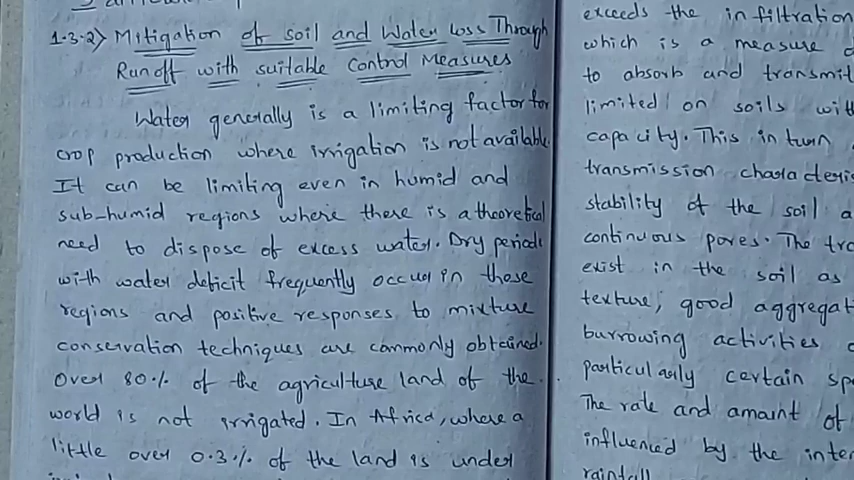 1.3.2) Mitigation of soil and Water loss Through
Runoff with suitable Control Measures
Water generally is a limiting factor for
crop production where irrigation is not available.
It can be limiting even in humid and
sub-humid regions where there is a theoretical
need to dispose of excess water. Dry periods
with water deficit frequently occur in those
regions and positive responses to mixture
conservation techniques are commonly obtained.
Over 80% of the agriculture land of the
world is not irrigated. In Africa, where a
little over 0.3% of the land is under
exceeds the infiltration
which is a measure
to absorb and transmit
limited on soils with
capacity. This in turn
transmission characteris
stability of the soil a
continuous pores. The tra
exist in the soil as
texture, good aggregat
burrowing activities
particularly certain sp
The rate and amount of
influenced by the inte
rainfall